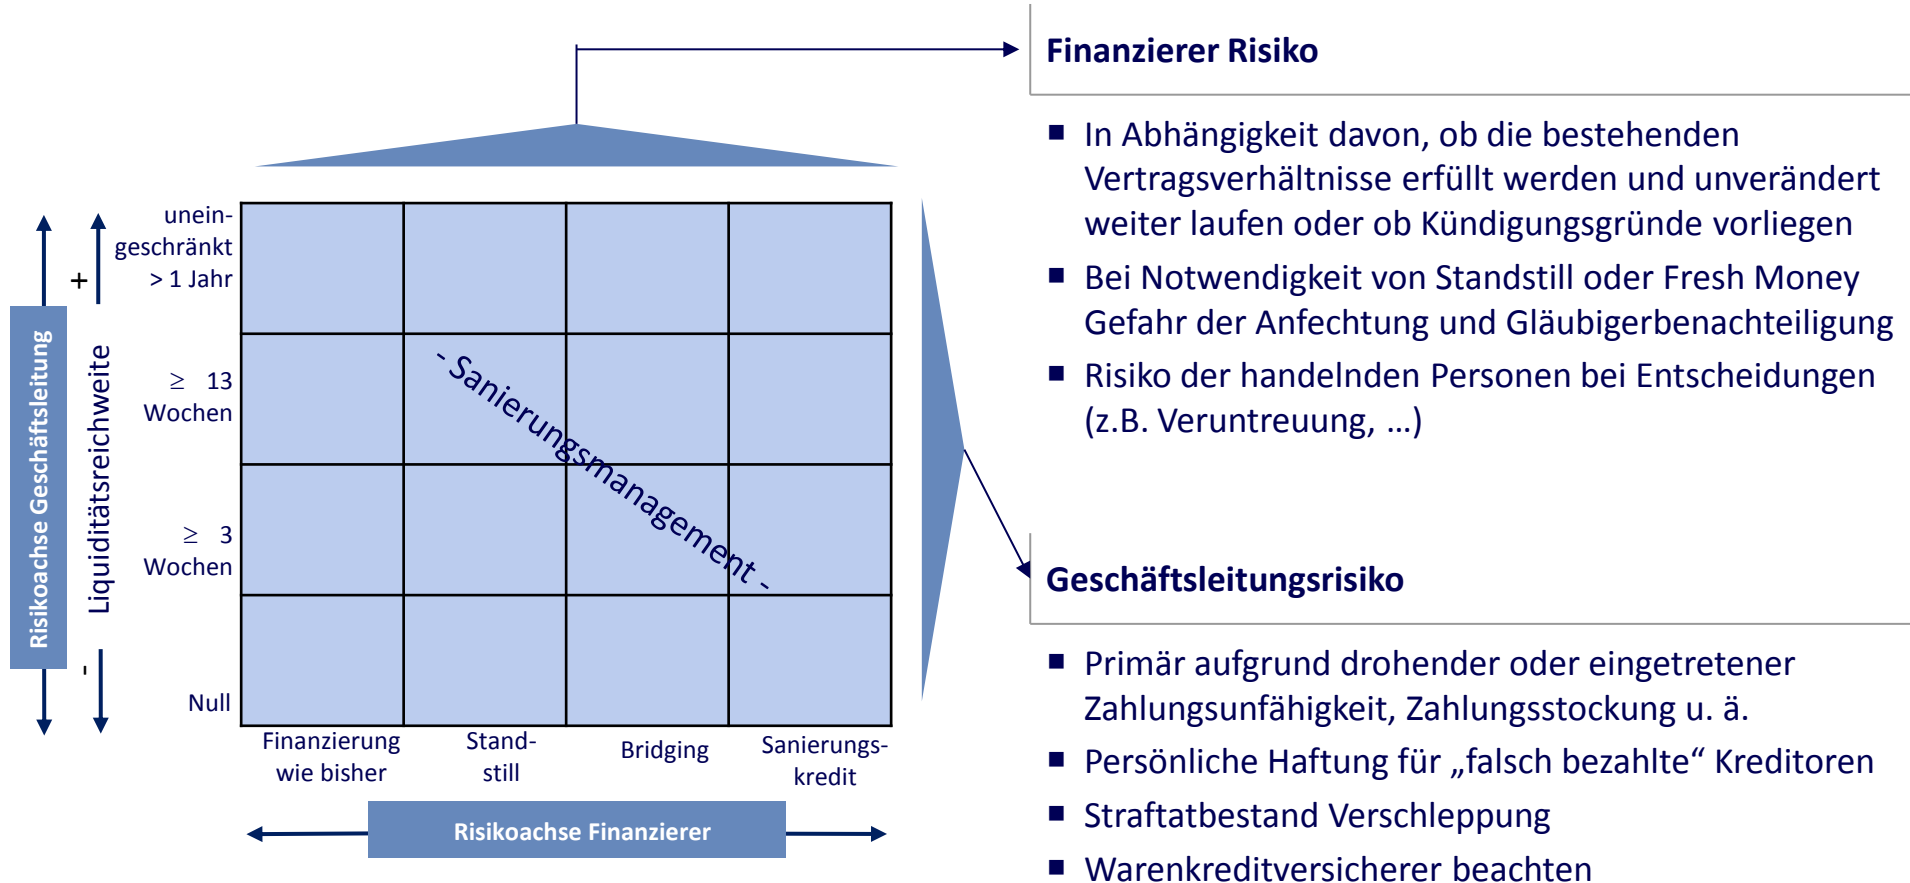 Finanzierer Risiko
■ In Abhängigkeit davon, ob die bestehenden
Vertragsverhältnisse erfüllt werden und unverändert
weiter laufen oder ob Kündigungsgründe vorliegen
■ Bei Notwendigkeit von Standstill oder Fresh Money
Gefahr der Anfechtung und Gläubigerbenachteiligung
■ Risiko der handelnden Personen bei Entscheidungen
(z.B. Veruntreuung, ...)
Risikoachse Geschäftsleitung
- Liquiditätsreichweite +
unein-
geschränkt
> 1 Jahr
≥ 13
Wochen
≥ 3
Wochen
Null
- Sanierungsmanagement -
Finanzierung
wie bisher
Stand-
still
Bridging
Sanierungs-
kredit
Risikoachse Finanzierer
Geschäftsleitungsrisiko
■ Primär aufgrund drohender oder eingetretener
Zahlungsunfähigkeit, Zahlungsstockung u. ä.
■ Persönliche Haftung für „falsch bezahlte“ Kreditoren
■ Straftatbestand Verschleppung
■ Warenkreditversicherer beachten